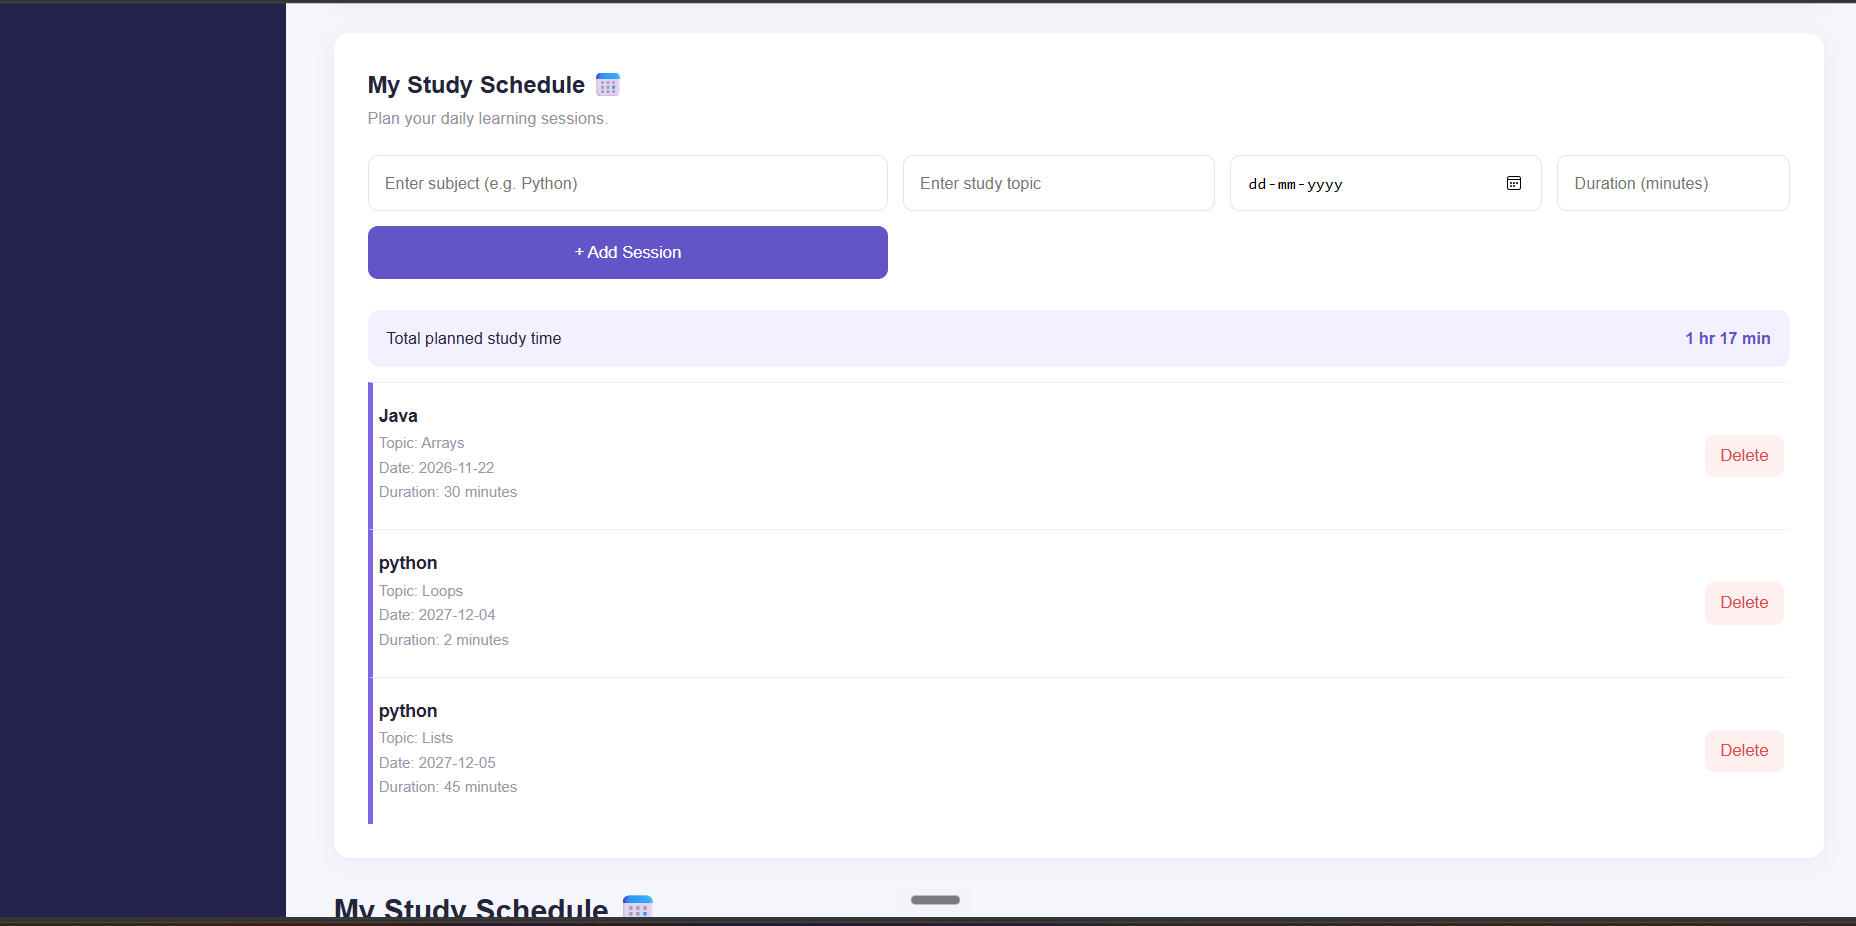 My Study Schedule
Plan your daily learning sessions.
Enter subject (e.g. Python) Enter study topic dd-mm-yyyy Duration (minutes)
+ Add Session
Total planned study time 1 hr 17 min
Java
Topic: Arrays
Date: 2026-11-22
Duration: 30 minutes
Delete
python
Topic: Loops
Date: 2027-12-04
Duration: 2 minutes
Delete
python
Topic: Lists
Date: 2027-12-05
Duration: 45 minutes
Delete
My Study Schedule